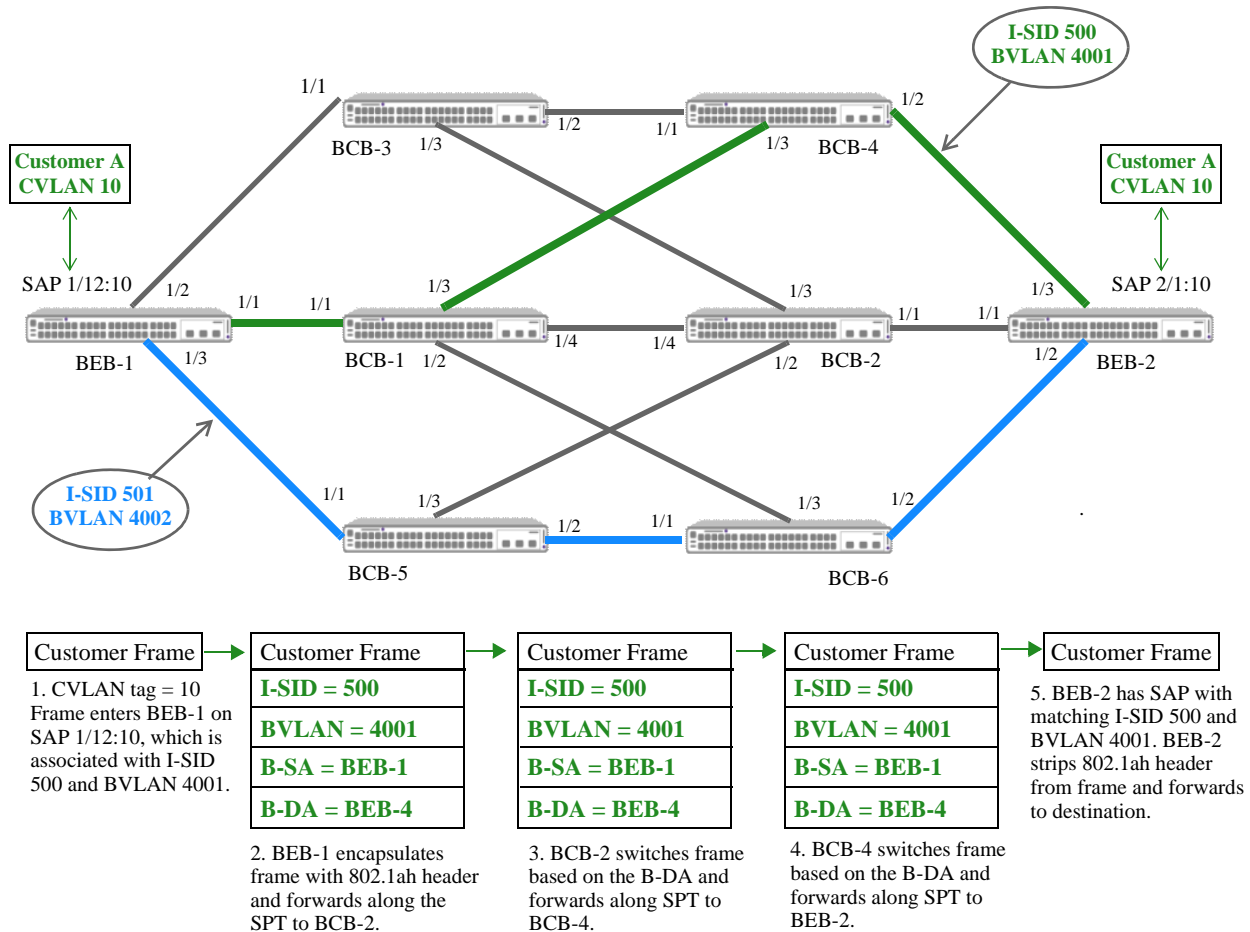 I-SID 500
BVLAN 4001
1/1
1/2
1/2
1/1
1/3
1/3
BCB-3
BCB-4
Customer A
CVLAN 10
Customer A
CVLAN 10
SAP 1/12:10
SAP 2/1:10
1/2
1/3
1/3
1/3
1/1
1/1
1/1
1/1
BEB-1
1/3
BCB-1
1/4
1/4
BCB-2
1/2
BEB-2
1/2
1/2
I-SID 501
BVLAN 4002
1/1
1/3
1/2
1/1
1/3
1/2
.
BCB-5
BCB-6
Customer Frame
1. CVLAN tag = 10
Frame enters BEB-1 on
SAP 1/12:10, which is
associated with I-SID
500 and BVLAN 4001.
Customer Frame
I-SID = 500
BVLAN = 4001
B-SA = BEB-1
B-DA = BEB-4
2. BEB-1 encapsulates
frame with 802.1ah header
and forwards along the
SPT to BCB-2.
Customer Frame
I-SID = 500
BVLAN = 4001
B-SA = BEB-1
B-DA = BEB-4
3. BCB-2 switches frame
based on the B-DA and
forwards along SPT to
BCB-4.
Customer Frame
I-SID = 500
BVLAN = 4001
B-SA = BEB-1
B-DA = BEB-4
4. BCB-4 switches frame
based on the B-DA and
forwards along SPT to
BEB-2.
Customer Frame
5. BEB-2 has SAP with
matching I-SID 500 and
BVLAN 4001. BEB-2
strips 802.1ah header
from frame and forwards
to destination.